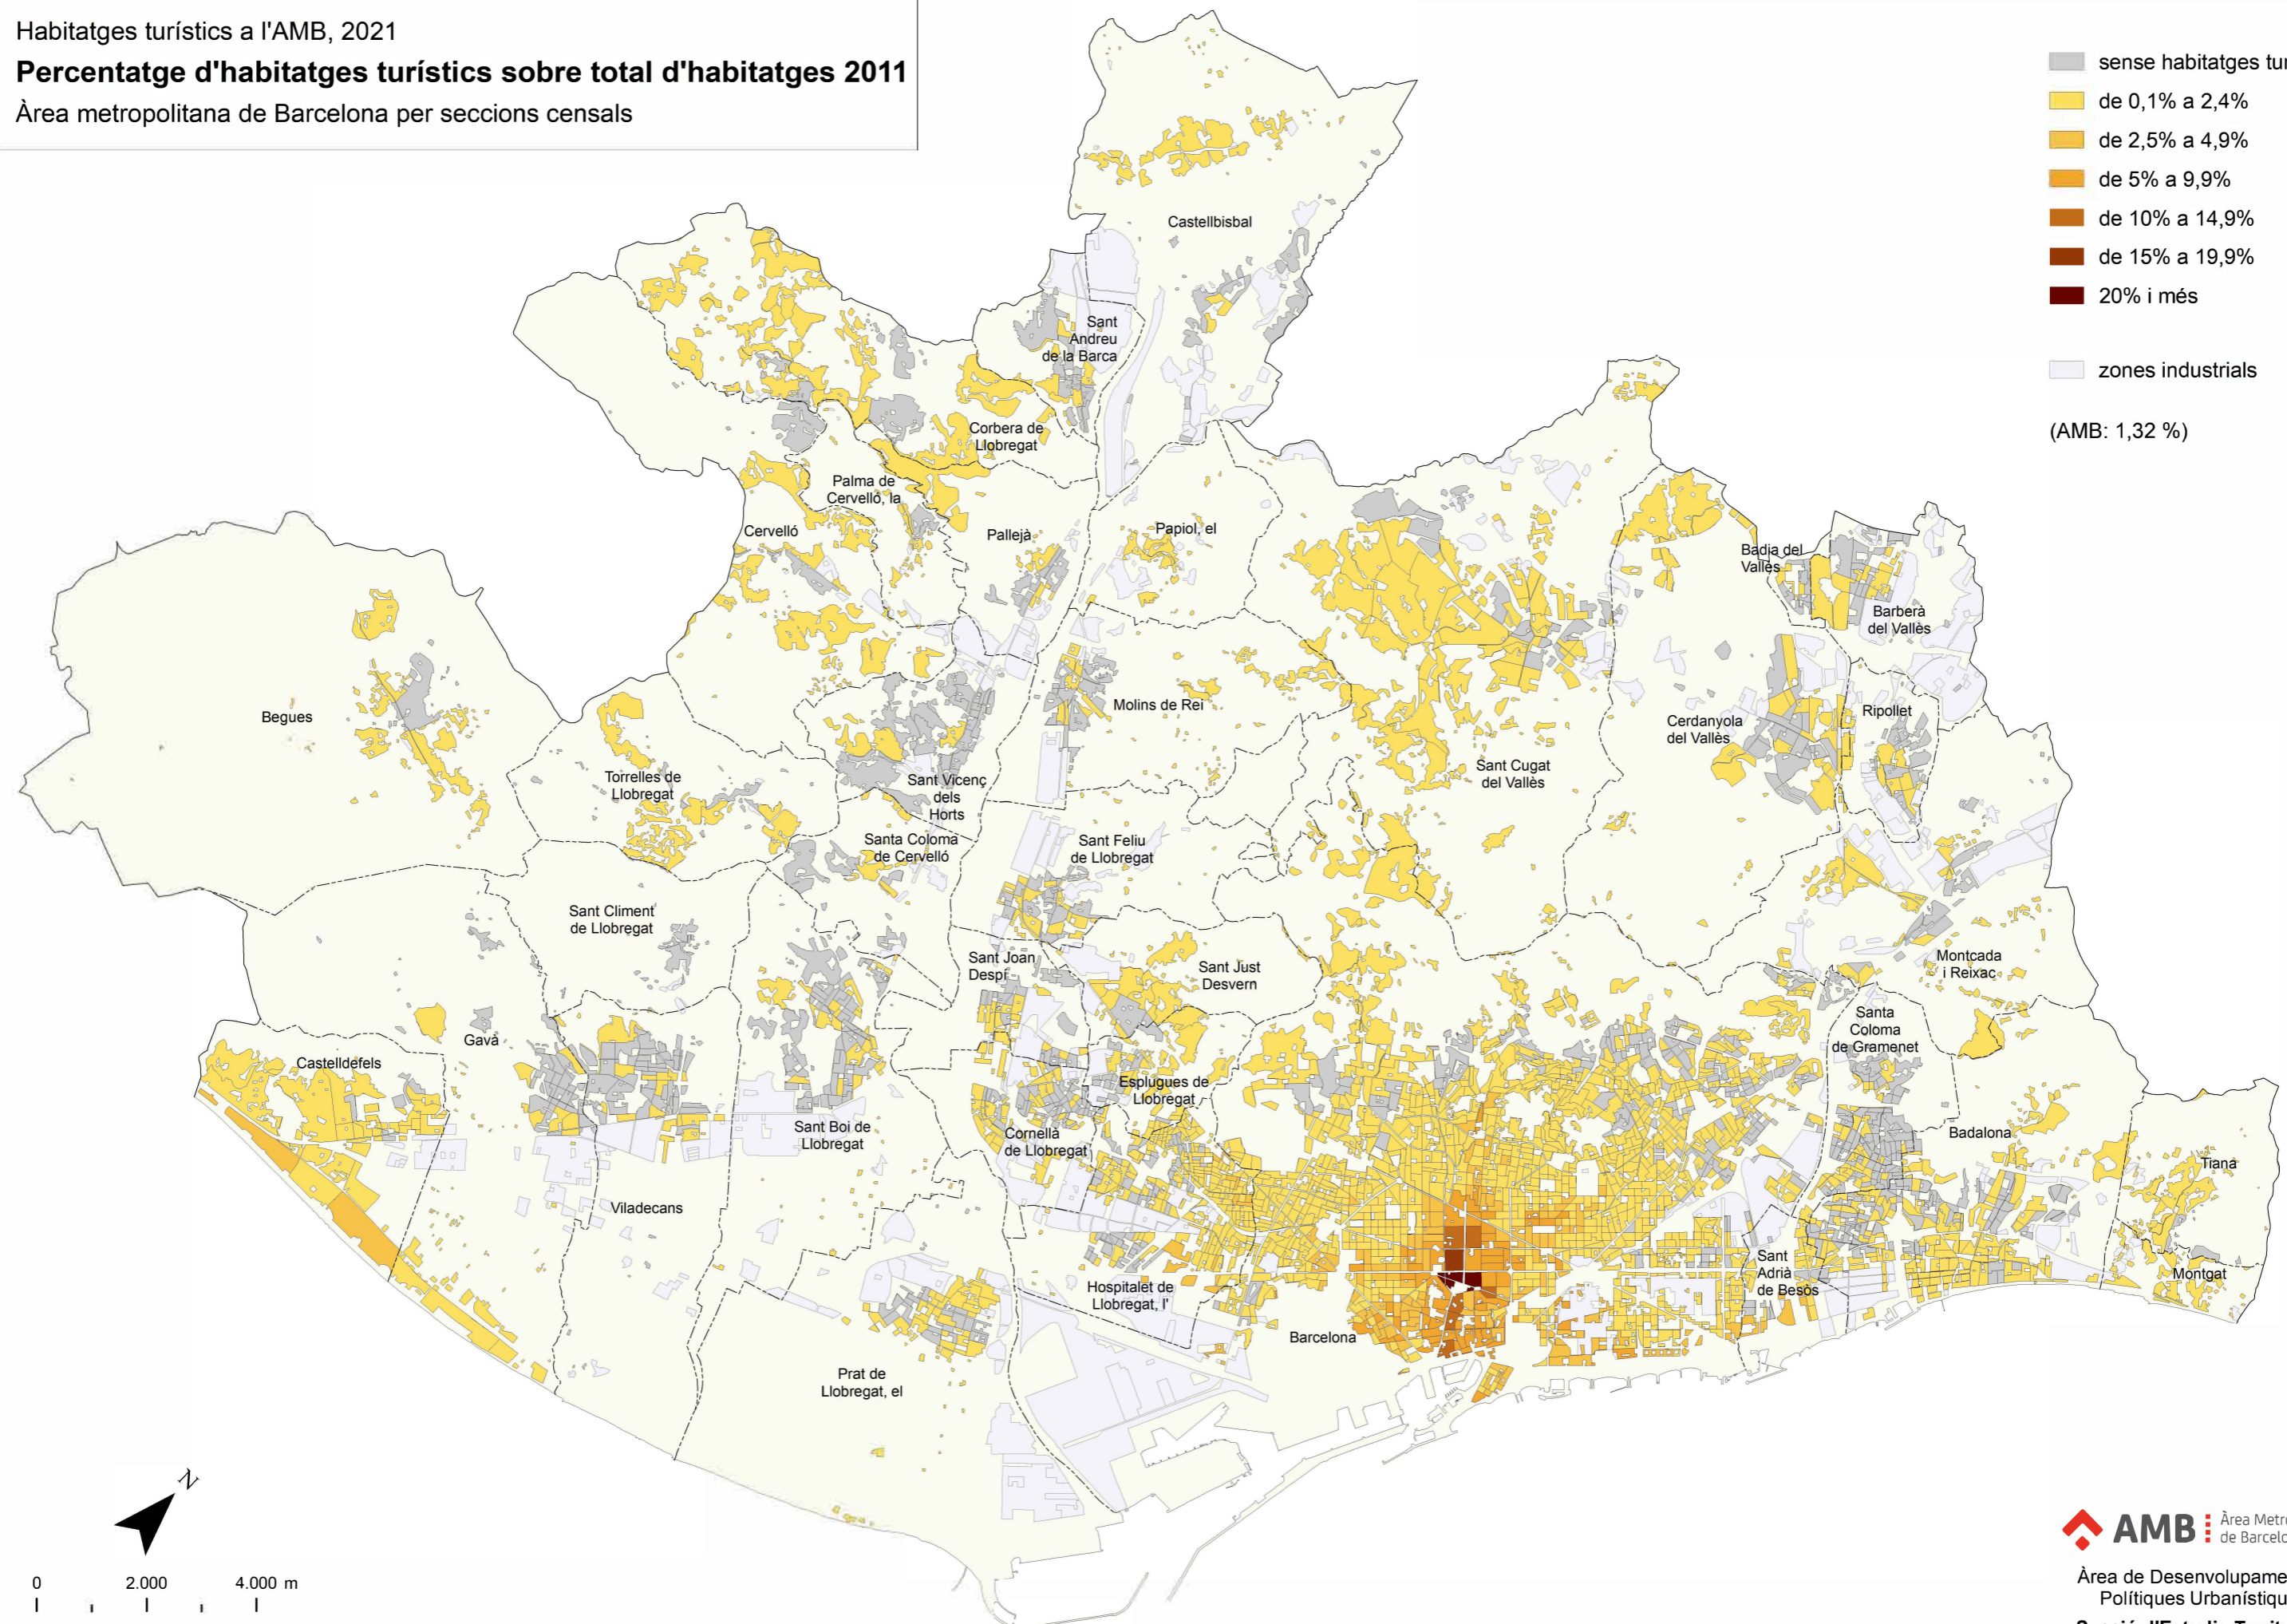 Habitatges turístics a l'AMB, 2021
Percentatge d'habitatges turístics sobre total d'habitatges 2011
Àrea metropolitana de Barcelona per seccions censals
sense habitatges tur
de 0,1% a 2,4%
de 2,5% a 4,9%
de 5% a 9,9%
de 10% a 14,9%
de 15% a 19,9%
20% i més
zones industrials
(AMB: 1,32 %)
Castellbisbal
Sant
Andreu
de la Barca
Corbera de
Llobregat
Palma de
Cervelló, la
Cervelló
Pallejà
Papiol, el
Badia del
Vallès
Barberà
del Vallès
Begues
Molins de Rei
Cerdanyola
del Vallès
Ripollet
Torrelles de
Llobregat
Sant Vicenç
dels
Horts
Sant Cugat
del Vallès
Santa Coloma
de Cervelló
Sant Feliu
de Llobregat
Sant Climent
de Llobregat
Sant Joan
Despí
Sant Just
Desvern
Montcada
i Reixac
Santa
Coloma
de Gramenet
Gavà
Castelldefels
Esplugues de
Llobregat
Sant Boi de
Llobregat
Cornellà
de Llobregat
Badalona
Tiana
Viladecans
Sant
Adrià
de Besòs
Montgat
Hospitalet de
Llobregat, l'
Barcelona
Prat de
Llobregat, el
N
0 2.000 4.000 m
AMB
Àrea Metro
de Barcelo
Àrea de Desenvolupame
Polítiques Urbanístiqu